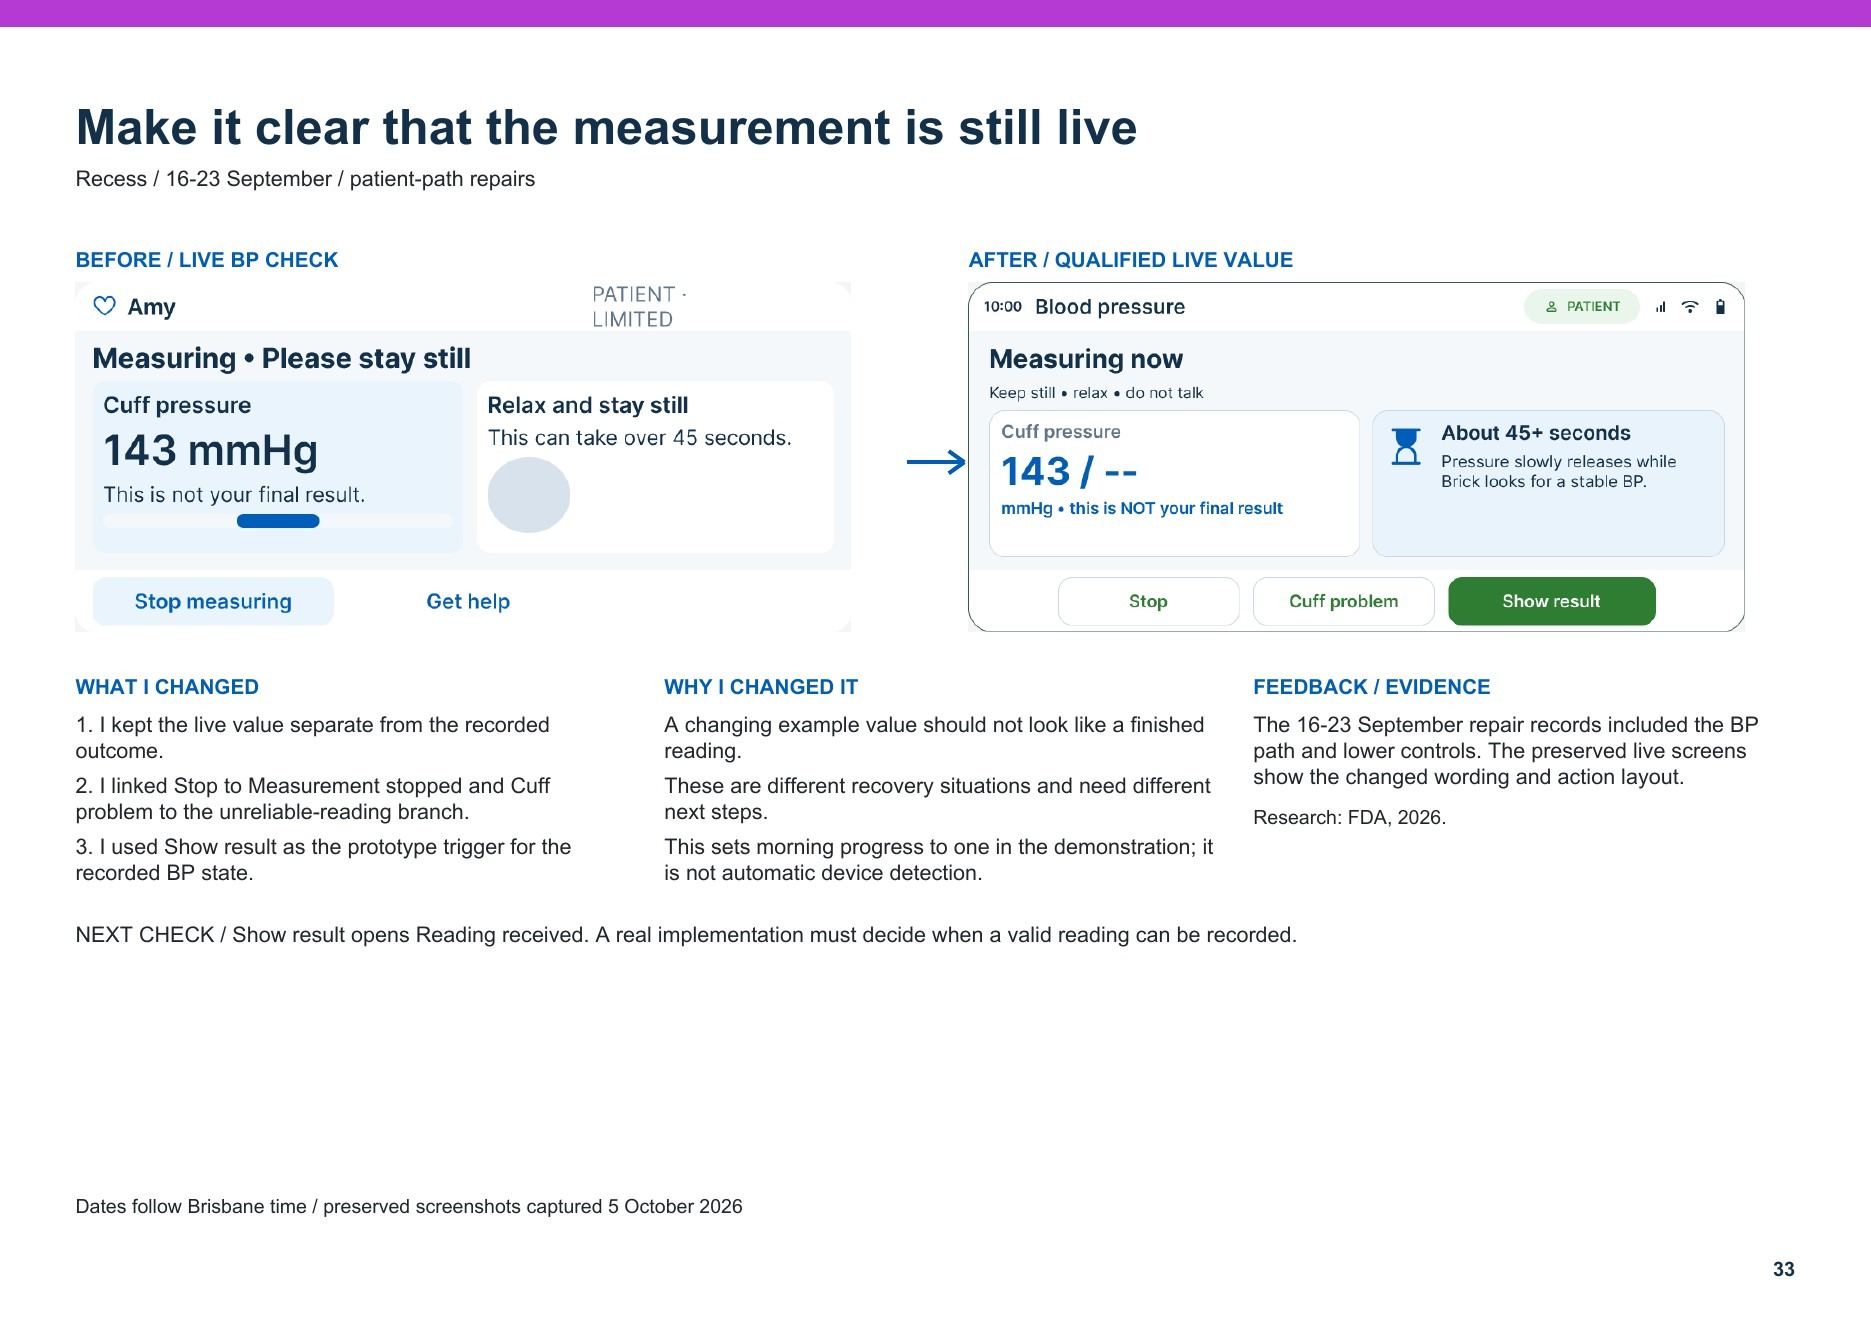 Make it clear that the measurement is still live
Recess / 16-23 September / patient-path repairs
BEFORE / LIVE BP CHECK
Amy
PATIENT ·
LIMITED
Measuring • Please stay still
Cuff pressure
143 mmHg
This is not your final result.
Relax and stay still
This can take over 45 seconds.
Stop measuring
Get help
AFTER / QUALIFIED LIVE VALUE
10:00 Blood pressure
PATIENT
Measuring now
Keep still • relax • do not talk
Cuff pressure
143 / --
mmHg • this is NOT your final result
About 45+ seconds
Pressure slowly releases while
Brick looks for a stable BP.
Stop
Cuff problem
Show result
WHAT I CHANGED
1. I kept the live value separate from the recorded
outcome.
2. I linked Stop to Measurement stopped and Cuff
problem to the unreliable-reading branch.
3. I used Show result as the prototype trigger for the
recorded BP state.
WHY I CHANGED IT
A changing example value should not look like a finished
reading.
These are different recovery situations and need different
next steps.
This sets morning progress to one in the demonstration; it
is not automatic device detection.
FEEDBACK / EVIDENCE
The 16-23 September repair records included the BP
path and lower controls. The preserved live screens
show the changed wording and action layout.
Research: FDA, 2026.
NEXT CHECK / Show result opens Reading received. A real implementation must decide when a valid reading can be recorded.
Dates follow Brisbane time / preserved screenshots captured 5 October 2026
33